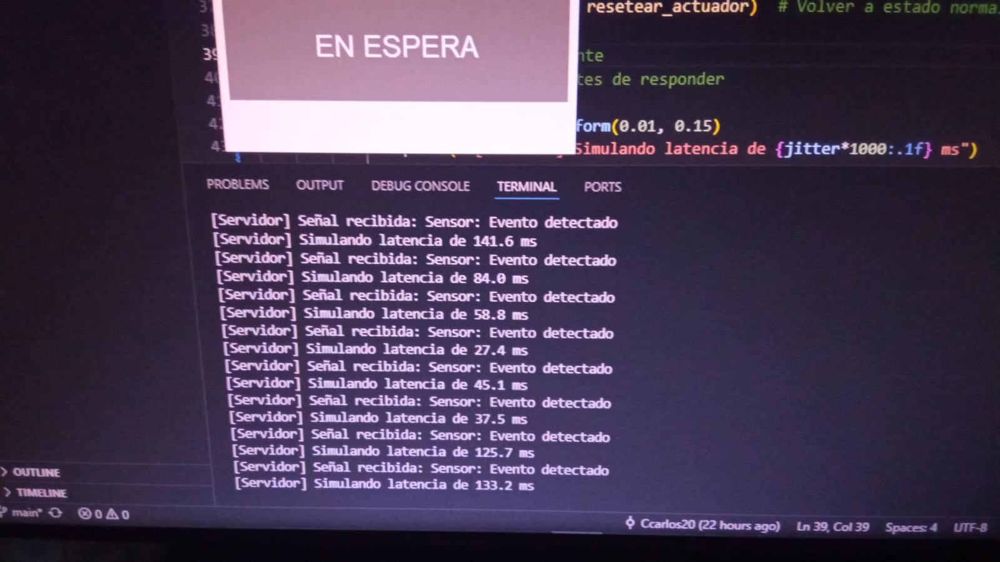 resetear_actuador)  # Volver a estado norma
EN ESPERA
39
nte
tes de responder
form(0.01, 0.15)
Simulando latencia de {jitter*1000:.1f} ms")
PROBLEMS OUTPUT DEBUG CONSOLE TERMINAL PORTS
[Servidor] Señal recibida: Sensor: Evento detectado
[Servidor] Simulando latencia de 141.6 ms
[Servidor] Señal recibida: Sensor: Evento detectado
[Servidor] Simulando latencia de 84.0 ms
[Servidor] Señal recibida: Sensor: Evento detectado
[Servidor] Simulando latencia de 58.8 ms
[Servidor] Señal recibida: Sensor: Evento detectado
[Servidor] Simulando latencia de 27.4 ms
[Servidor] Señal recibida: Sensor: Evento detectado
[Servidor] Simulando latencia de 45.1 ms
[Servidor] Señal recibida: Sensor: Evento detectado
[Servidor] Simulando latencia de 37.5 ms
[Servidor] Señal recibida: Sensor: Evento detectado
[Servidor] Simulando latencia de 125.7 ms
[Servidor] Señal recibida: Sensor: Evento detectado
[Servidor] Simulando latencia de 133.2 ms
OUTLINE
TIMELINE
main* 0 0 Ccarlos20 (22 hours ago) Ln 39, Col 39 Spaces: 4 UTF-8